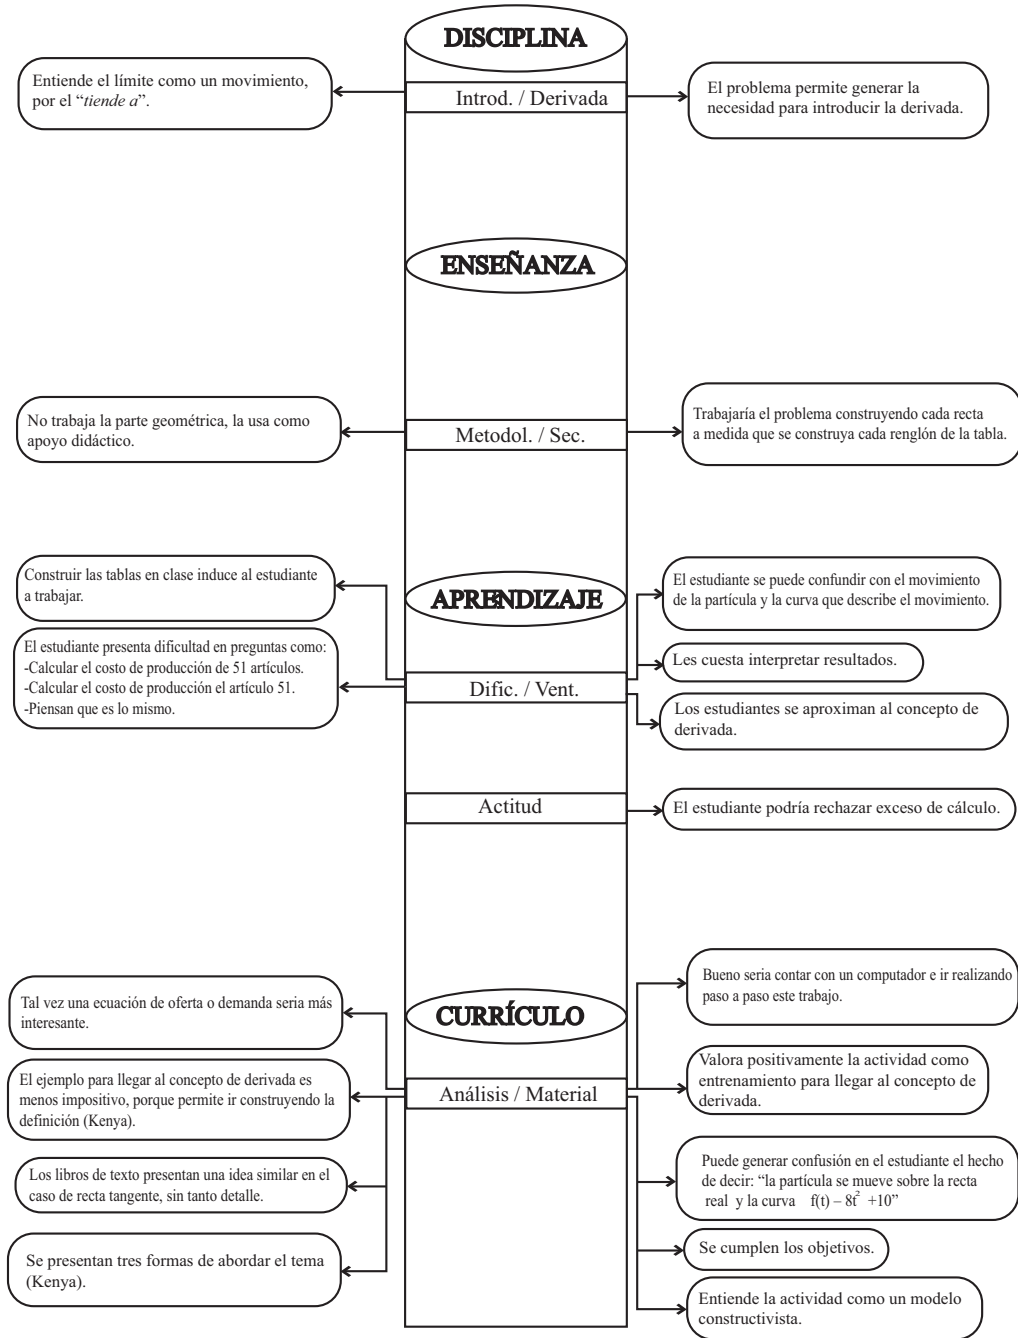 DISCIPLINA
Entiende el límite como un movimiento,
por el “tiende a”.
Introd. / Derivada
El problema permite generar la
necesidad para introducir la derivada.
ENSEÑANZA
No trabaja la parte geométrica, la usa como
apoyo didáctico.
Metodol. / Sec.
Trabajaría el problema construyendo cada recta
a medida que se construya cada renglón de la tabla.
APRENDIZAJE
Construir las tablas en clase induce al estudiante
a trabajar.
El estudiante presenta dificultad en preguntas como:
-Calcular el costo de producción de 51 artículos.
-Calcular el costo de producción el artículo 51.
-Piensan que es lo mismo.
Dific. / Vent.
El estudiante se puede confundir con el movimiento
de la partícula y la curva que describe el movimiento.
Les cuesta interpretar resultados.
Los estudiantes se aproximan al concepto de
derivada.
Actitud
El estudiante podría rechazar exceso de cálculo.
CURRÍCULO
Tal vez una ecuación de oferta o demanda seria más
interesante.
El ejemplo para llegar al concepto de derivada es
menos impositivo, porque permite ir construyendo la
definición (Kenya).
Los libros de texto presentan una idea similar en el
caso de recta tangente, sin tanto detalle.
Se presentan tres formas de abordar el tema
(Kenya).
Análisis / Material
Bueno seria contar con un computador e ir realizando
paso a paso este trabajo.
Valora positivamente la actividad como
entrenamiento para llegar al concepto de
derivada.
Puede generar confusión en el estudiante el hecho
de decir: “la partícula se mueve sobre la recta
real y la curva f(t) – 8t² +10”
Se cumplen los objetivos.
Entiende la actividad como un modelo
constructivista.